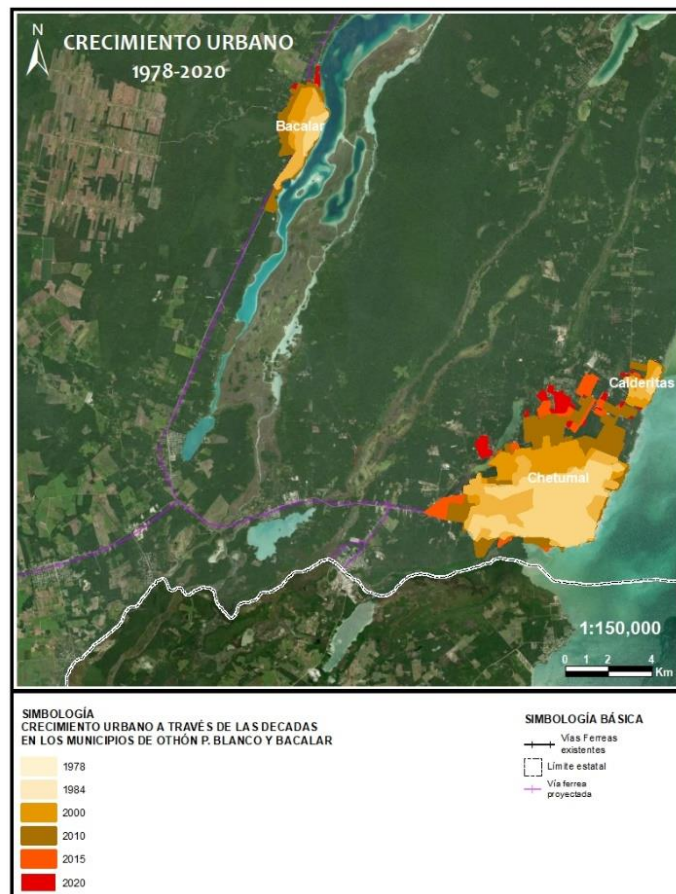 N
CRECIMIENTO URBANO
1978-2020
Bacalar
Calderitas
Chetumal
1:150,000
0 1 2 4
Km
SIMBOLOGÍA
CRECIMIENTO URBANO A TRAVÉS DE LAS DECADAS
EN LOS MUNICIPIOS DE OTHÓN P. BLANCO Y BACALAR
1978
1984
2000
2010
2015
2020
SIMBOLOGÍA BÁSICA
Vías Ferreas
existentes
Límite estatal
Vía ferrea
proyectada